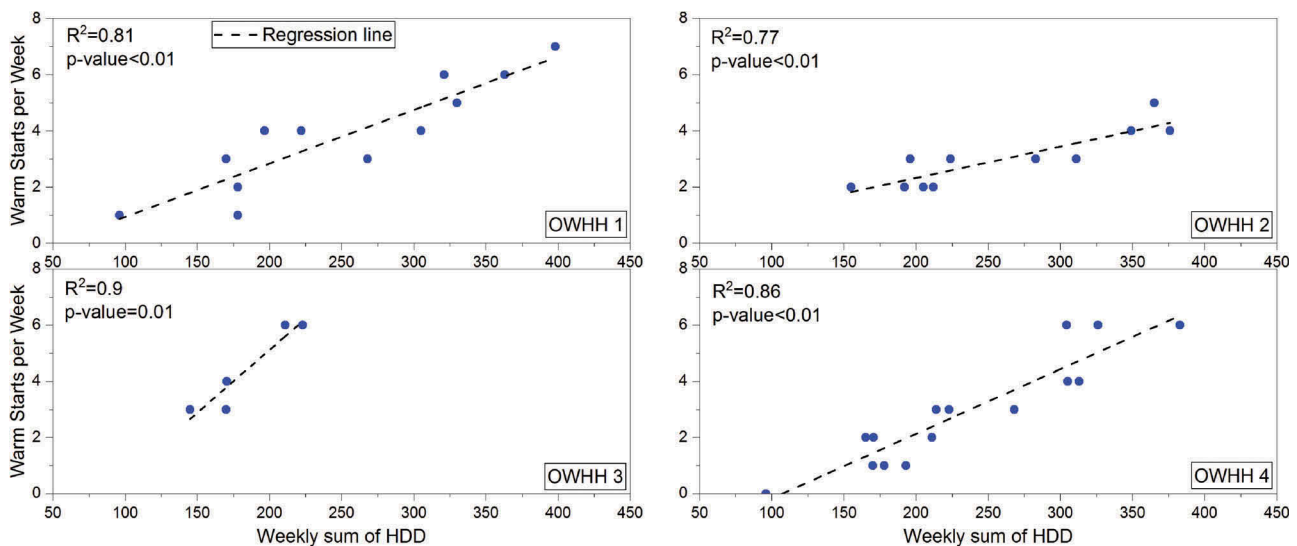 R²=0.81
p-value<0.01
Regression line
OWHH 1
Warm Starts per Week
0
2
4
6
8
50 100 150 200 250 300 350 400 450
R²=0.77
p-value<0.01
OWHH 2
0
2
4
6
8
50 100 150 200 250 300 350 400 450
R²=0.9
p-value=0.01
OWHH 3
Warm Starts per Week
0
2
4
6
8
50 100 150 200 250 300 350 400 450
Weekly sum of HDD
R²=0.86
p-value<0.01
OWHH 4
0
2
4
6
8
50 100 150 200 250 300 350 400 450
Weekly sum of HDD